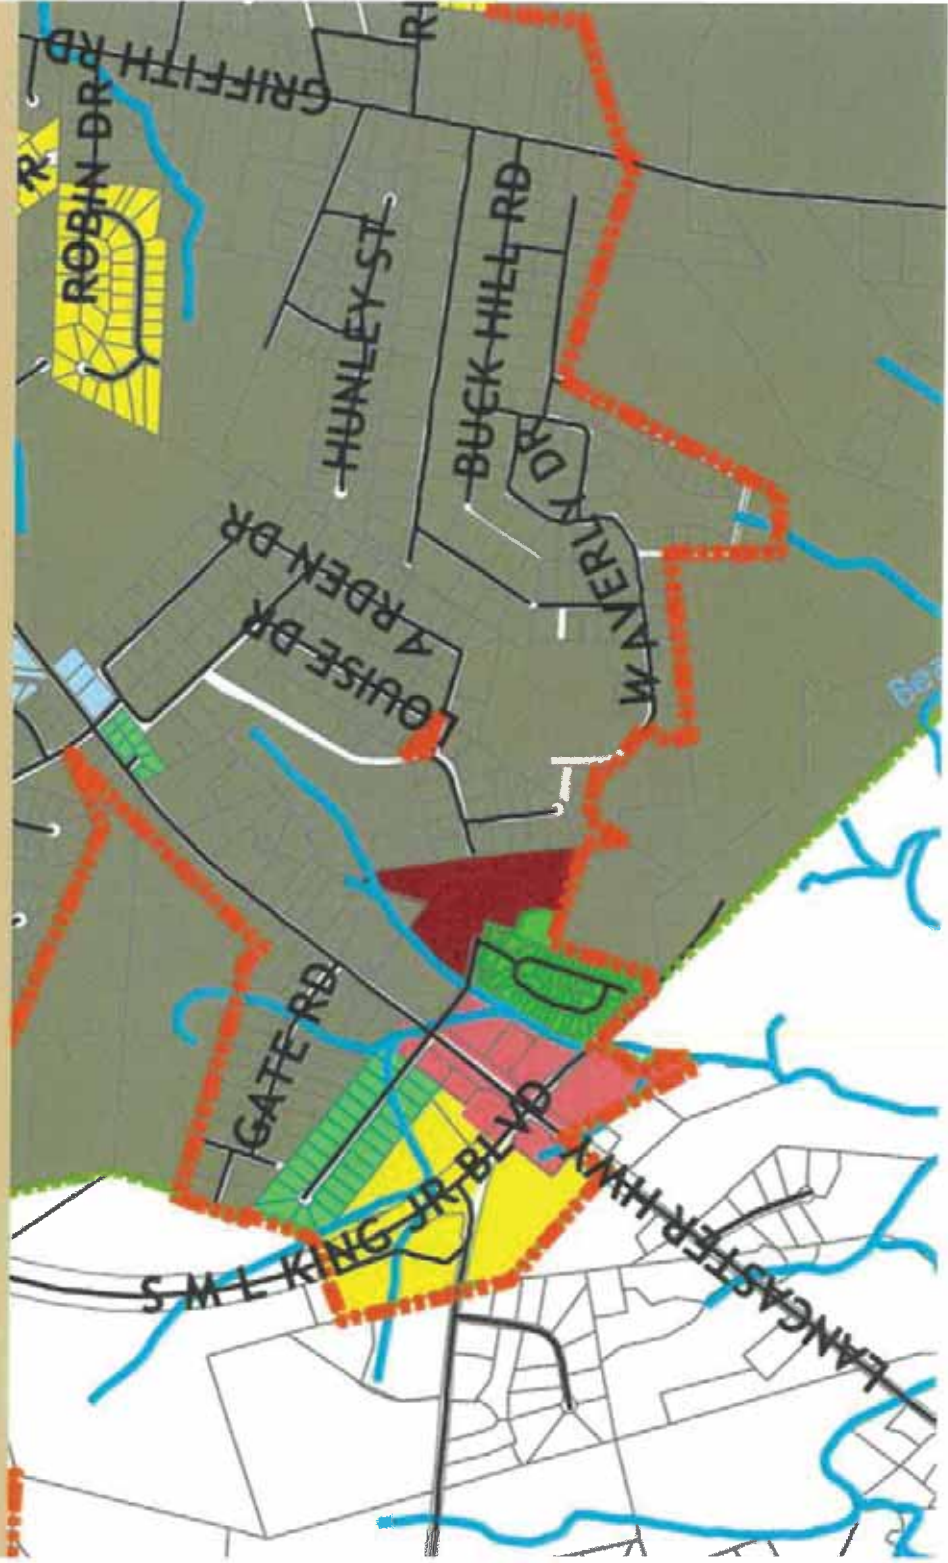 GRIFFITH RD
ROBIN DR
R
RI
HUNLEY ST
BUCK HILL RD
WAVERLY DR
ARDEN DR
LOUISE DR
GATE RD
S M L KING JR BLVD
LANCASTER HWY